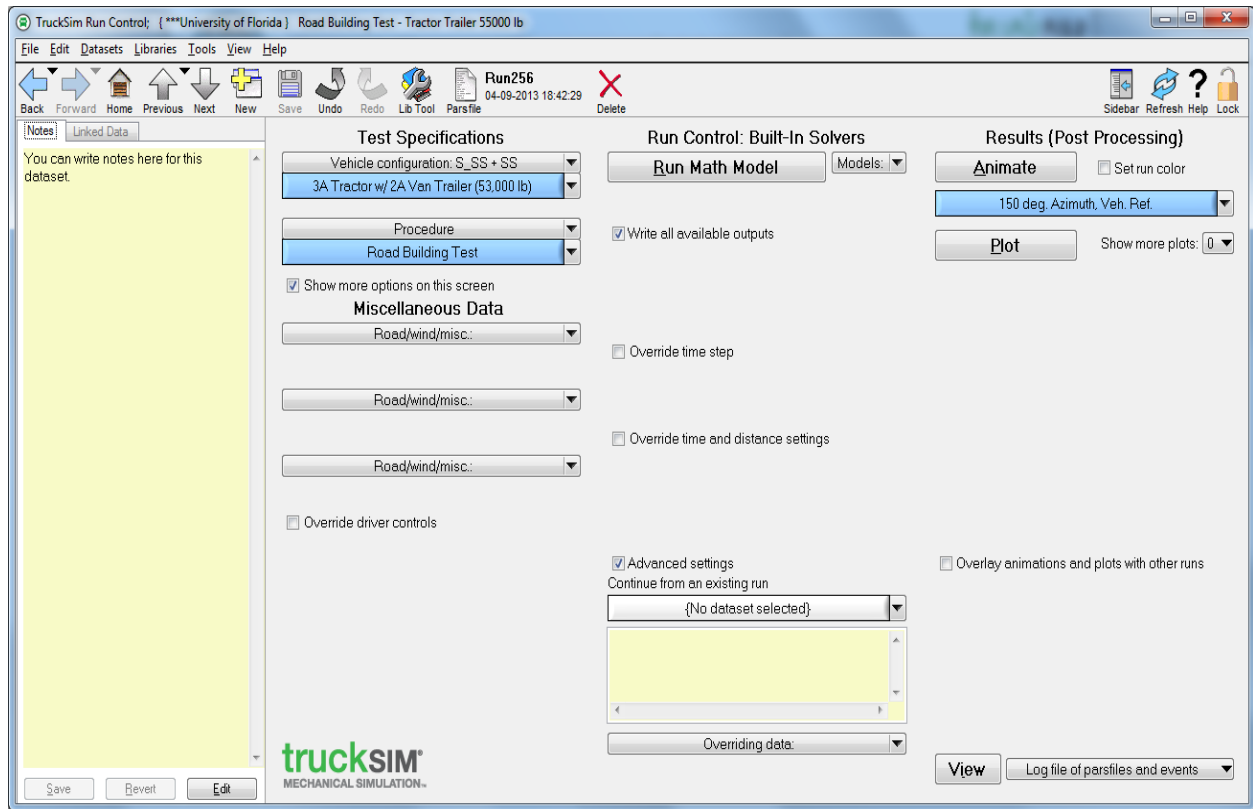 TruckSim Run Control; { ***University of Florida } Road Building Test - Tractor Trailer 55000 lb
X
File Edit Datasets Libraries Tools View Help
Back Forward Home Previous Next New Save Undo Redo Lib Tool Parsfile
Run256
04-09-2013 18:42:29
Delete
Sidebar Refresh Help Lock
Notes Linked Data
You can write notes here for this
dataset.
Save Revert Edit
Test Specifications
Vehicle configuration: S_SS + SS
3A Tractor w/ 2A Van Trailer (53,000 lb)
Procedure
Road Building Test
Show more options on this screen
Miscellaneous Data
Road/wind/misc.:
Road/wind/misc.:
Road/wind/misc.:
Override driver controls
truckSIM
MECHANICAL SIMULATION
Run Control: Built-In Solvers
Run Math Model Models:
Write all available outputs
Override time step
Override time and distance settings
Advanced settings
Continue from an existing run
{No dataset selected}
Overriding data:
Results (Post Processing)
Animate Set run color
150 deg. Azimuth, Veh. Ref.
Plot Show more plots: 0
Overlay animations and plots with other runs
View Log file of parsfiles and events